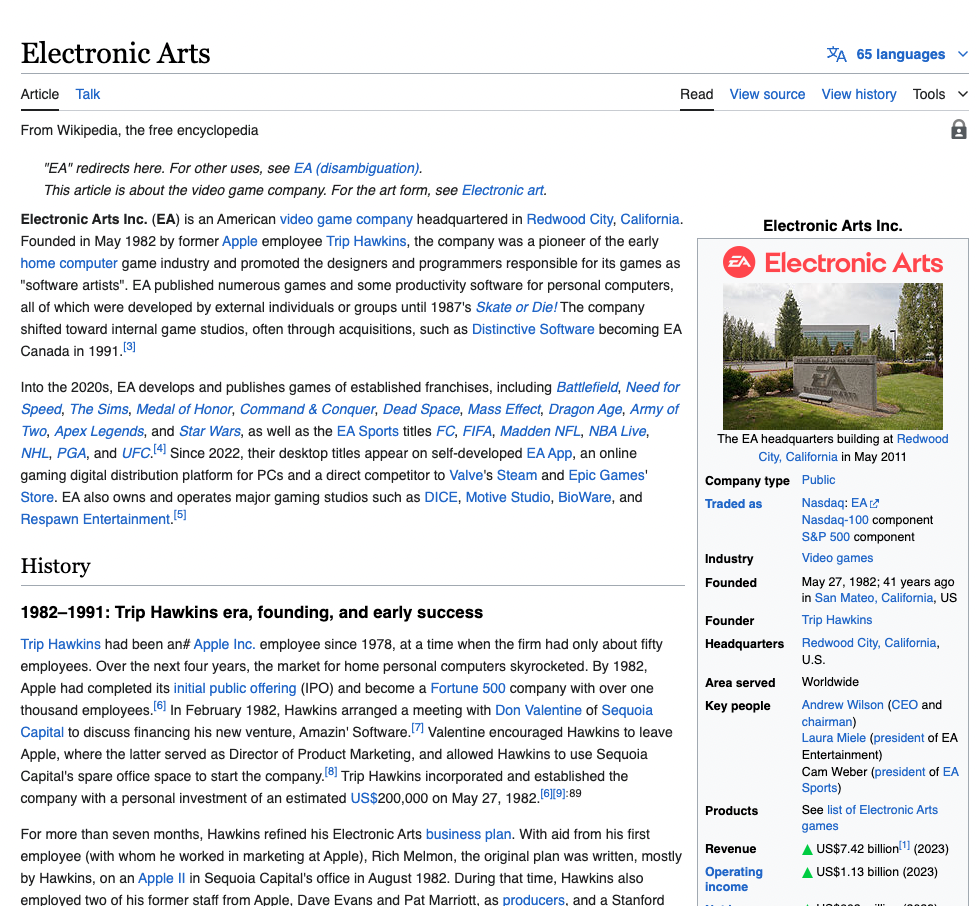 Electronic Arts
65 languages
Article Talk
Read View source View history Tools
From Wikipedia, the free encyclopedia
"EA" redirects here. For other uses, see EA (disambiguation).
This article is about the video game company. For the art form, see Electronic art.
Electronic Arts Inc. (EA) is an American video game company headquartered in Redwood City, California.
Founded in May 1982 by former Apple employee Trip Hawkins, the company was a pioneer of the early
home computer game industry and promoted the designers and programmers responsible for its games as
"software artists". EA published numerous games and some productivity software for personal computers,
all of which were developed by external individuals or groups until 1987's Skate or Die! The company
shifted toward internal game studios, often through acquisitions, such as Distinctive Software becoming EA
Canada in 1991.[3]
Into the 2020s, EA develops and publishes games of established franchises, including Battlefield, Need for
Speed, The Sims, Medal of Honor, Command & Conquer, Dead Space, Mass Effect, Dragon Age, Army of
Two, Apex Legends, and Star Wars, as well as the EA Sports titles FC, FIFA, Madden NFL, NBA Live,
NHL, PGA, and UFC.[4] Since 2022, their desktop titles appear on self-developed EA App, an online
gaming digital distribution platform for PCs and a direct competitor to Valve's Steam and Epic Games'
Store. EA also owns and operates major gaming studios such as DICE, Motive Studio, BioWare, and
Respawn Entertainment.[5]
History
1982–1991: Trip Hawkins era, founding, and early success
Trip Hawkins had been an# Apple Inc. employee since 1978, at a time when the firm had only about fifty
employees. Over the next four years, the market for home personal computers skyrocketed. By 1982,
Apple had completed its initial public offering (IPO) and become a Fortune 500 company with over one
thousand employees.[6] In February 1982, Hawkins arranged a meeting with Don Valentine of Sequoia
Capital to discuss financing his new venture, Amazin' Software.[7] Valentine encouraged Hawkins to leave
Apple, where the latter served as Director of Product Marketing, and allowed Hawkins to use Sequoia
Capital's spare office space to start the company.[8] Trip Hawkins incorporated and established the
company with a personal investment of an estimated US$200,000 on May 27, 1982.[6][9]:89
For more than seven months, Hawkins refined his Electronic Arts business plan. With aid from his first
employee (with whom he worked in marketing at Apple), Rich Melmon, the original plan was written, mostly
by Hawkins, on an Apple II in Sequoia Capital's office in August 1982. During that time, Hawkins also
employed two of his former staff from Apple, Dave Evans and Pat Marriott, as producers, and a Stanford
Electronic Arts Inc.
EA Electronic Arts
EA
The EA headquarters building at Redwood
City, California in May 2011
Company type Public
Traded as Nasdaq: EA
Nasdaq-100 component
S&P 500 component
Industry Video games
Founded May 27, 1982; 41 years ago
in San Mateo, California, US
Founder Trip Hawkins
Headquarters Redwood City, California,
U.S.
Area served Worldwide
Key people Andrew Wilson (CEO and
chairman)
Laura Miele (president of EA
Entertainment)
Cam Weber (president of EA
Sports)
Products See list of Electronic Arts
games
Revenue ▲ US$7.42 billion[1] (2023)
Operating ▲ US$1.13 billion (2023)
income